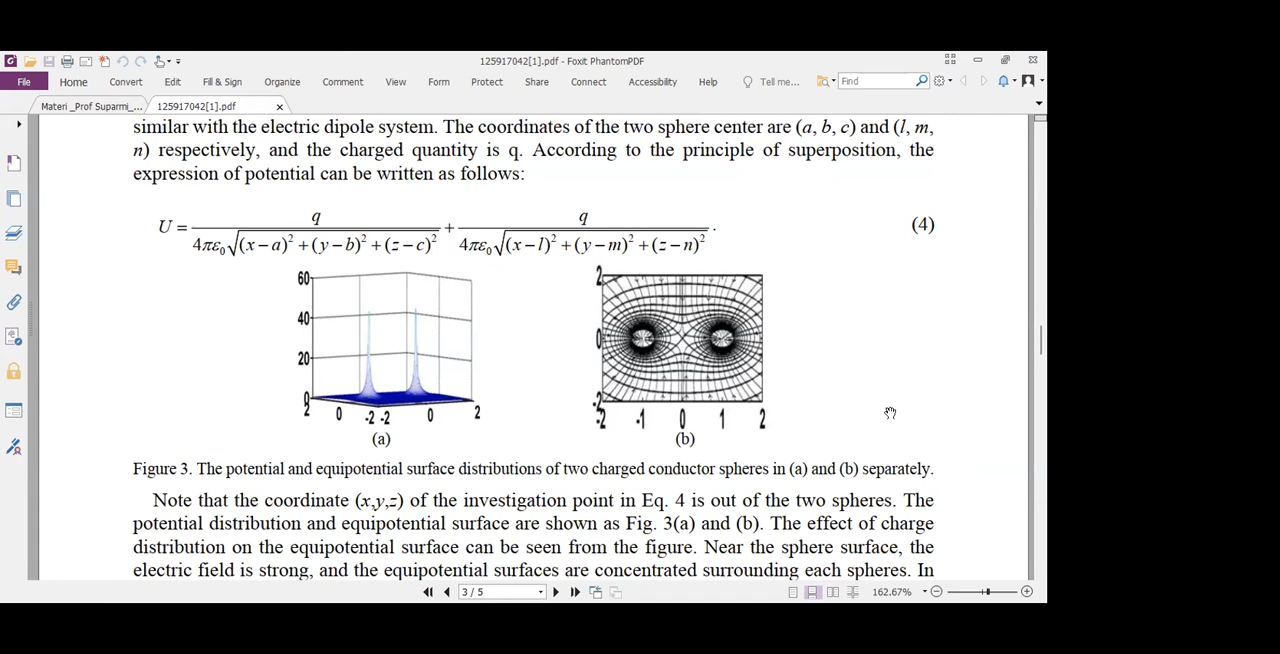 125917042[1].pdf - Foxit PhantomPDF
File Home Convert Edit Fill & Sign Organize Comment View Form Protect Share Connect Accessibility Help Tell me... Find
Materi _Prof Suparmi_... 125917042[1].pdf
similar with the electric dipole system. The coordinates of the two sphere center are (a, b, c) and (l, m,
n) respectively, and the charged quantity is q. According to the principle of superposition, the
expression of potential can be written as follows:
U = q / 4πε₀√(x−a)²+(y−b)²+(z−c)² + q / 4πε₀√(x−l)²+(y−m)²+(z−n)² . (4)
60
40
20
0
2 0 -2 -2 0 2
(a)
2
0
-2
-2 -1 0 1 2
(b)
Figure 3. The potential and equipotential surface distributions of two charged conductor spheres in (a) and (b) separately.
Note that the coordinate (x,y,z) of the investigation point in Eq. 4 is out of the two spheres. The
potential distribution and equipotential surface are shown as Fig. 3(a) and (b). The effect of charge
distribution on the equipotential surface can be seen from the figure. Near the sphere surface, the
electric field is strong, and the equipotential surfaces are concentrated surrounding each spheres. In
3 / 5 162.67%